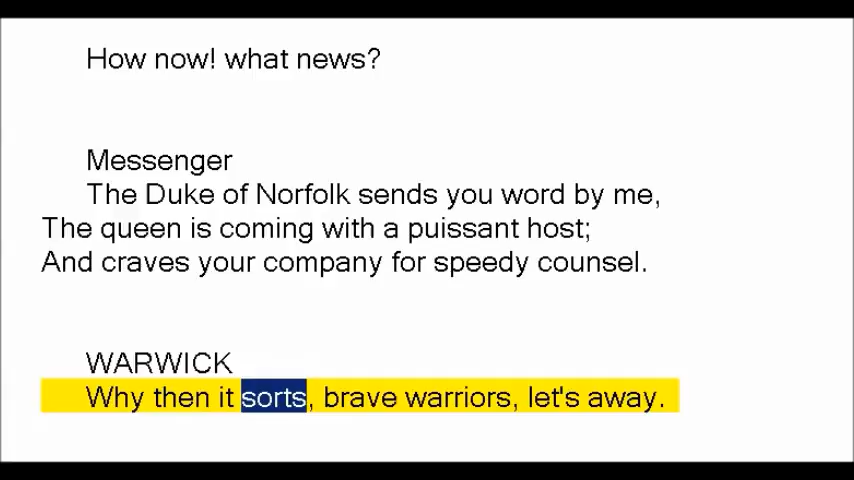 How now! what news?
Messenger
The Duke of Norfolk sends you word by me,
The queen is coming with a puissant host;
And craves your company for speedy counsel.
WARWICK
Why then it sorts, brave warriors, let's away.